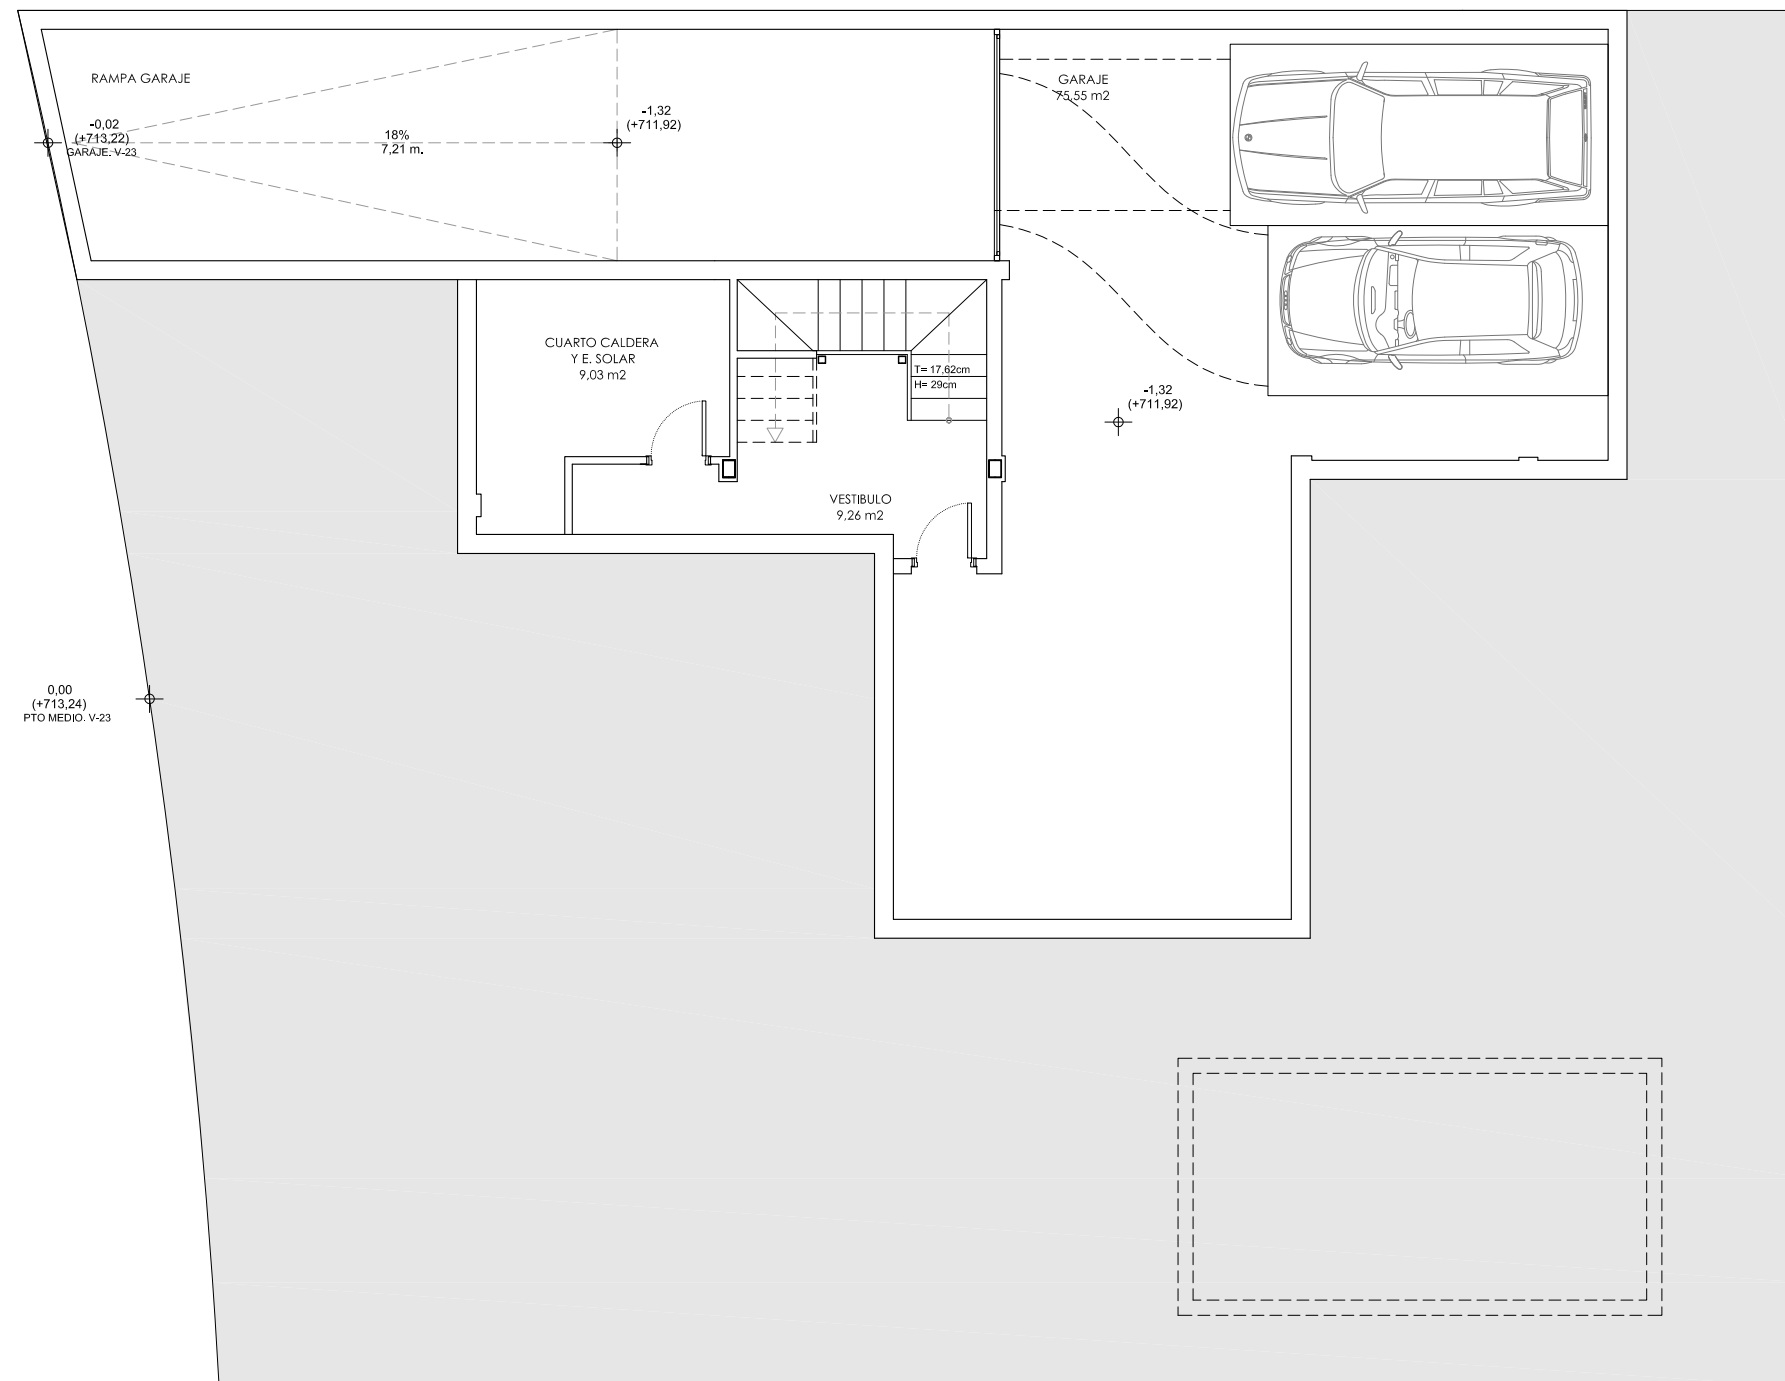 RAMPA GARAJE
-0,02
(+713,22)
GARAJE. V-23
18%
7,21 m.
-1,32
(+711,92)
GARAJE
75,55 m2
CUARTO CALDERA
Y E. SOLAR
9,03 m2
T= 17,62cm
H= 29cm
-1,32
(+711,92)
VESTIBULO
9,26 m2
0,00
(+713,24)
PTO MEDIO. V-23